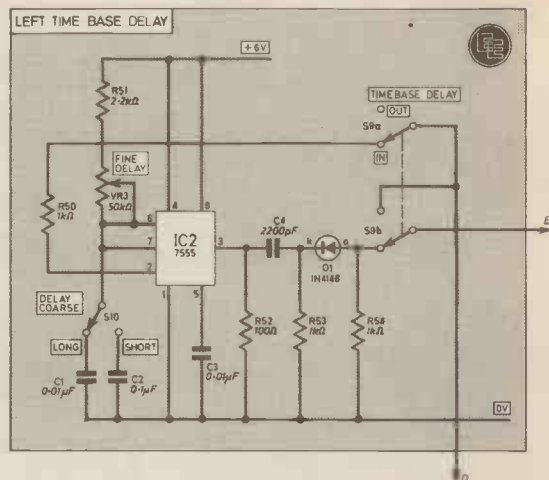 LEFT TIME BASE DELAY
+6V
R51
2·2kΩ
TIMEBASE DELAY
OUT
S9a
IN
FINE
DELAY
VR3
50kΩ
R50
1kΩ
4
8
6
7
2
3
1
5
IC2
7555
C4
2200pF
k
a
D1
1N4148
S9b
E
DELAY
COARSE
S10
LONG
SHORT
R52
100Ω
R53
1kΩ
R54
1kΩ
C1
0·01µF
C2
0·1µF
C3
0·01µF
0V